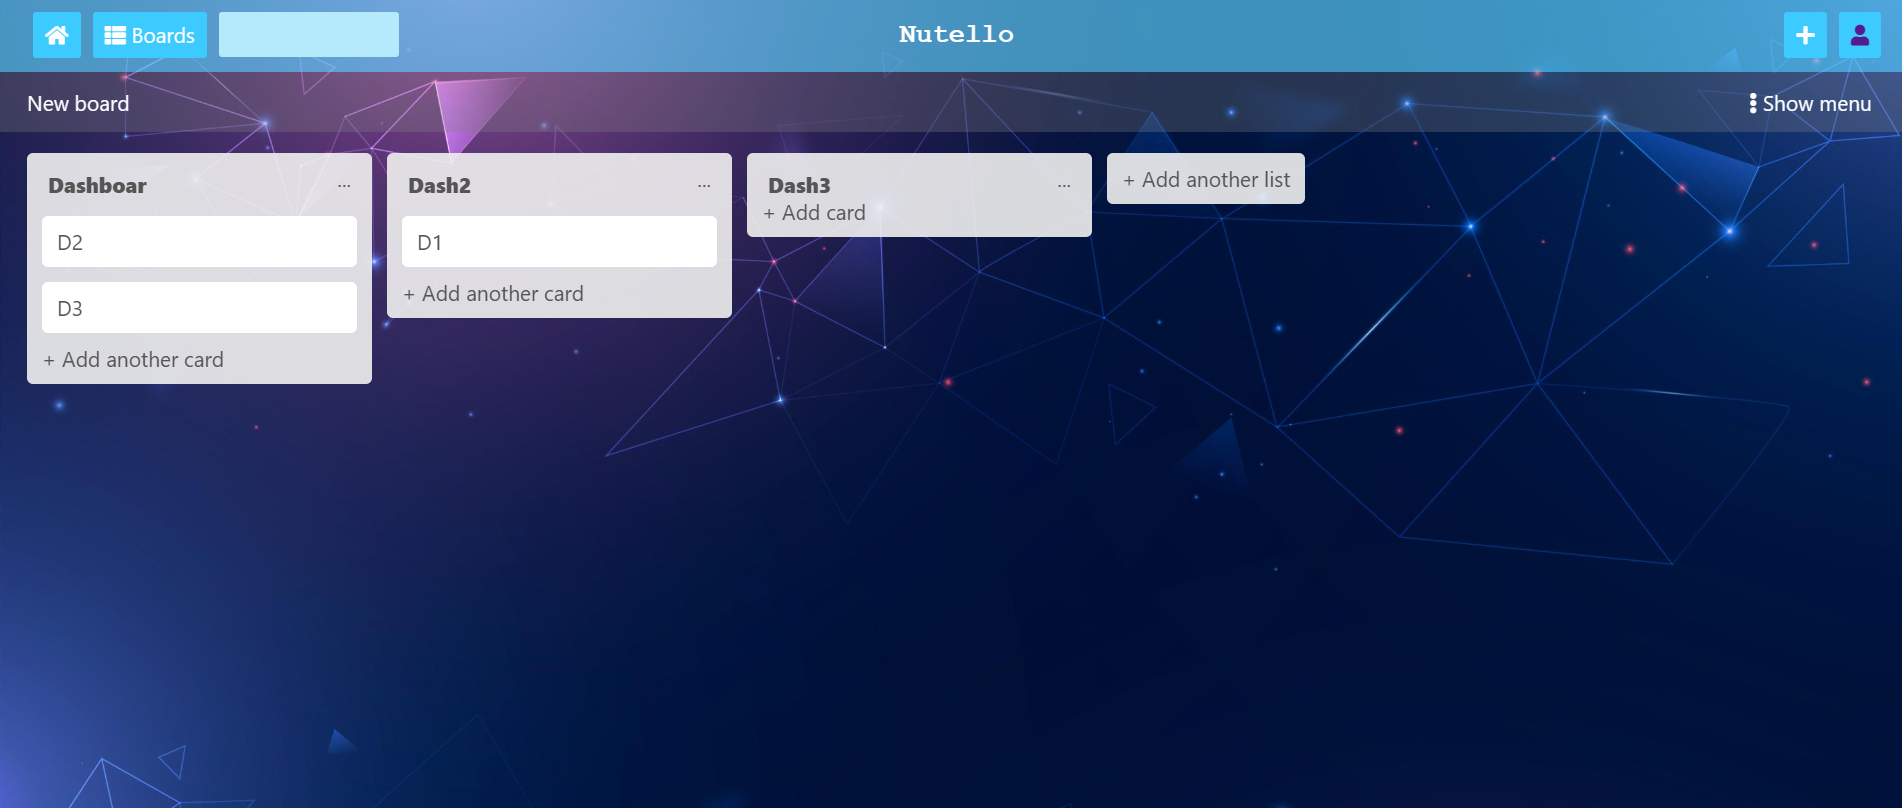 Boards
Nutello
New board
Show menu
Dashboar
...
D2
D3
+ Add another card
Dash2
...
D1
+ Add another card
Dash3
...
+ Add card
+ Add another list